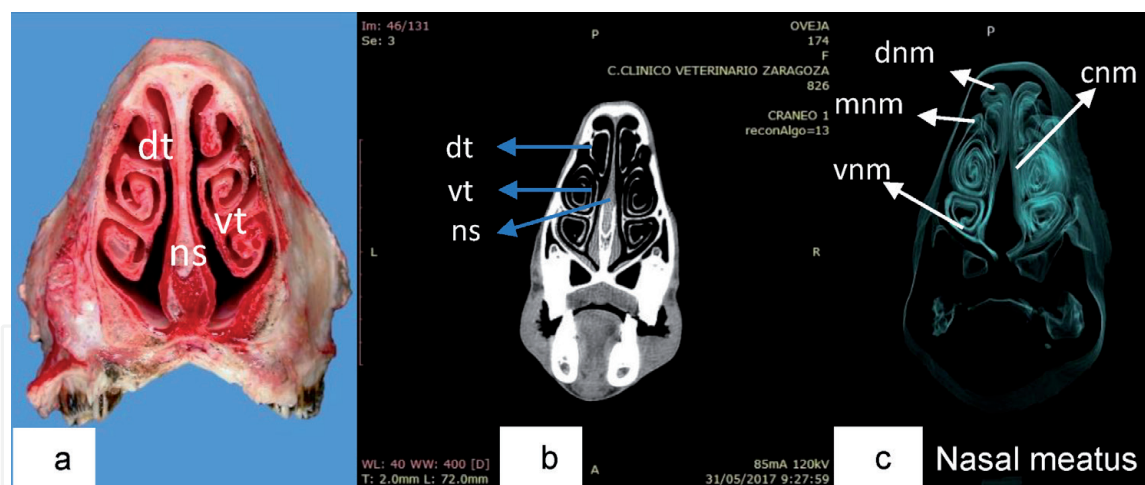 dt
vt
ns
a
Im: 46/131
Se: 3
P
OVEJA
174
F
C.CLINICO VETERINARIO ZARAGOZA
826
CRANEO 1
reconAlgo=13
dt
vt
ns
L
R
WL: 40 WW: 400 [D]
T: 2.0mm L: 72.0mm
b
A
85mA 120kV
31/05/2017 9:27:59
P
dnm
cnm
mnm
vnm
c
Nasal meatus